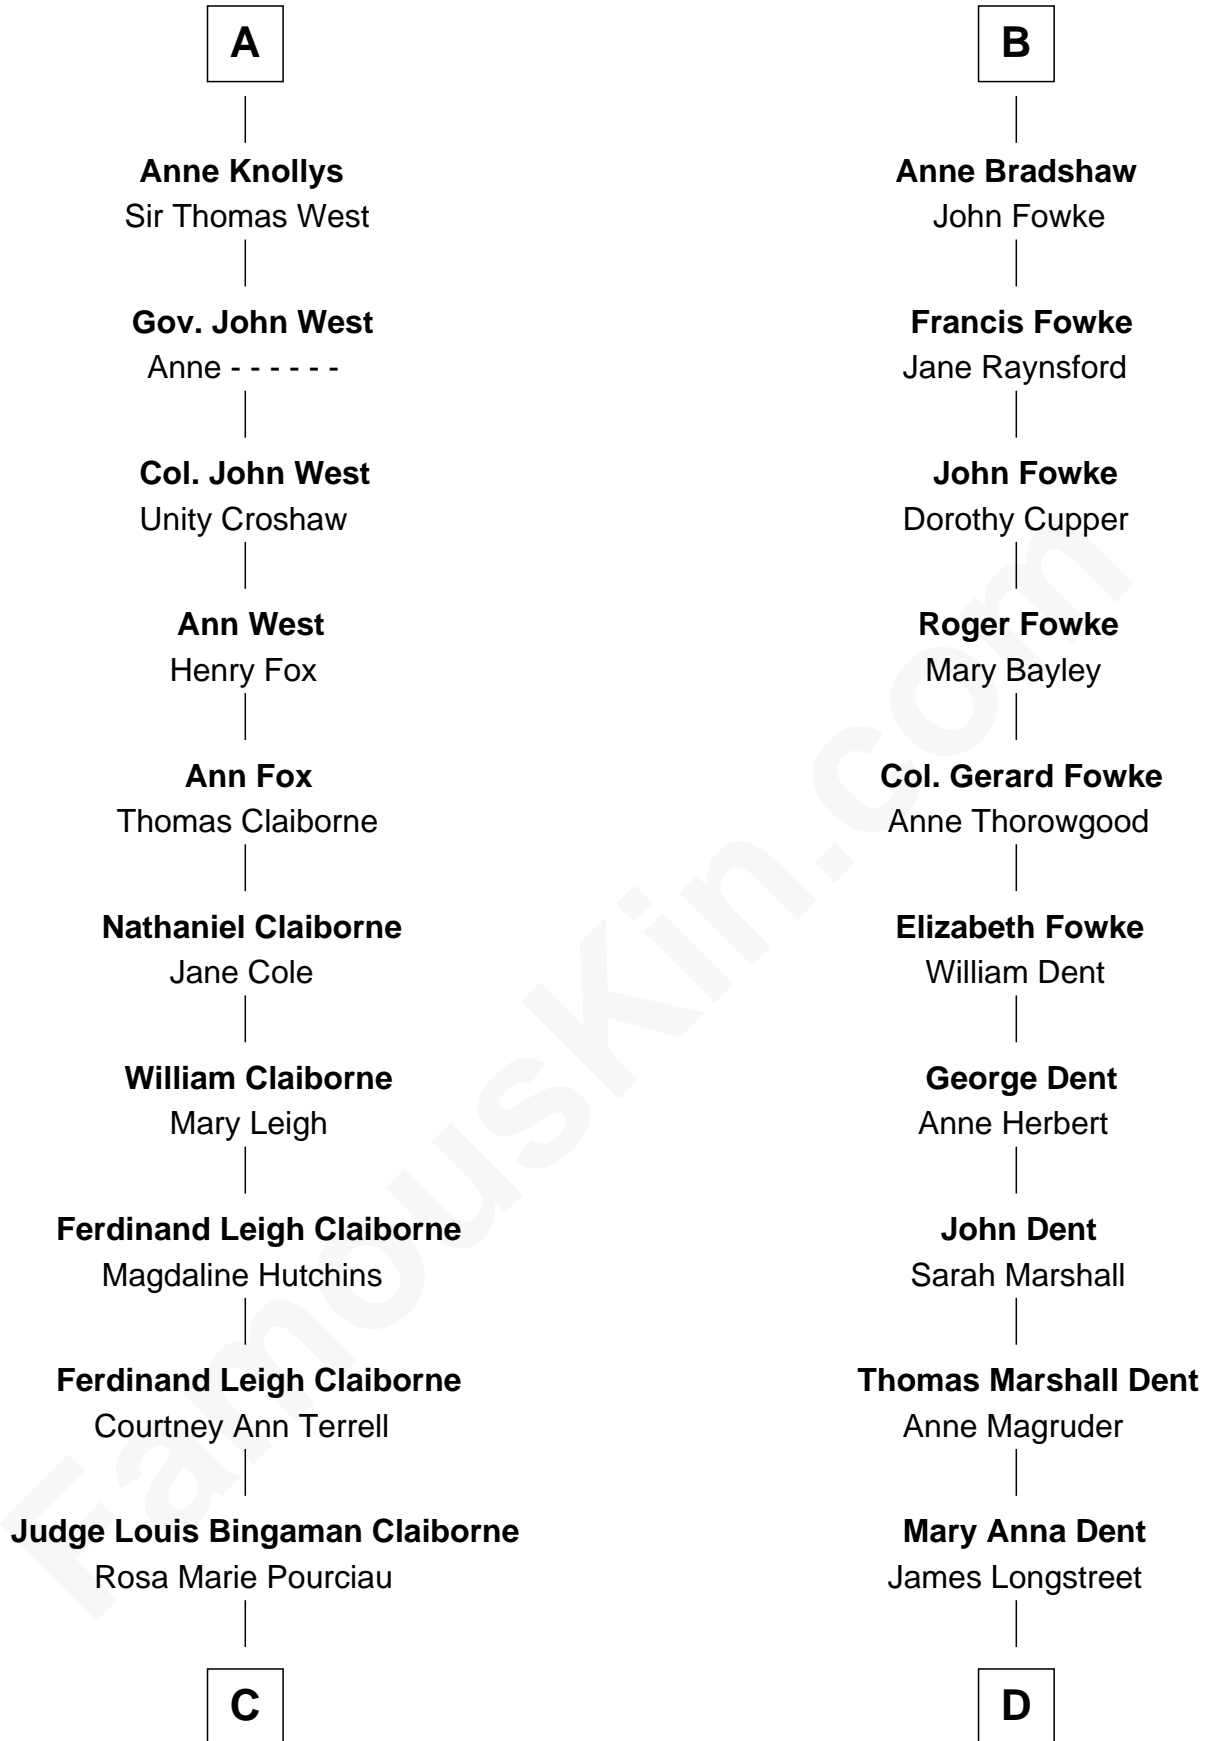 A
Anne Knollys
Sir Thomas West
Gov. John West
Anne - - - - - -
Col. John West
Unity Croshaw
Ann West
Henry Fox
Ann Fox
Thomas Claiborne
Nathaniel Claiborne
Jane Cole
William Claiborne
Mary Leigh
Ferdinand Leigh Claiborne
Magdaline Hutchins
Ferdinand Leigh Claiborne
Courtney Ann Terrell
Judge Louis Bingaman Claiborne
Rosa Marie Pourciau
C
B
Anne Bradshaw
John Fowke
Francis Fowke
Jane Raynsford
John Fowke
Dorothy Cupper
Roger Fowke
Mary Bayley
Col. Gerard Fowke
Anne Thorowgood
Elizabeth Fowke
William Dent
George Dent
Anne Herbert
John Dent
Sarah Marshall
Thomas Marshall Dent
Anne Magruder
Mary Anna Dent
James Longstreet
D
FamousKin.com